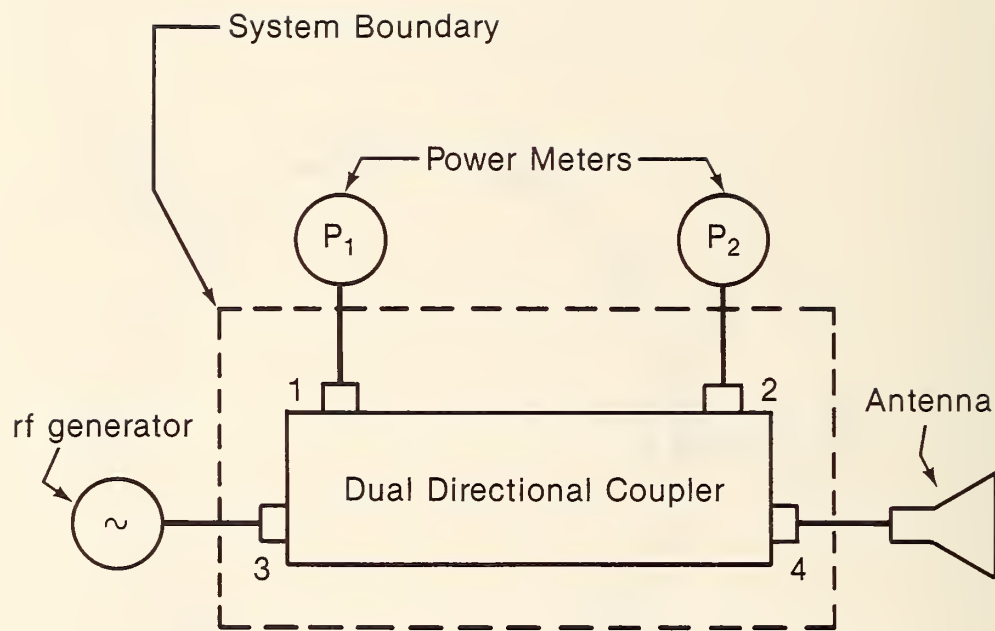 System Boundary
Power Meters
P₁
P₂
1
2
Antenna
rf generator
Dual Directional Coupler
~
3
4